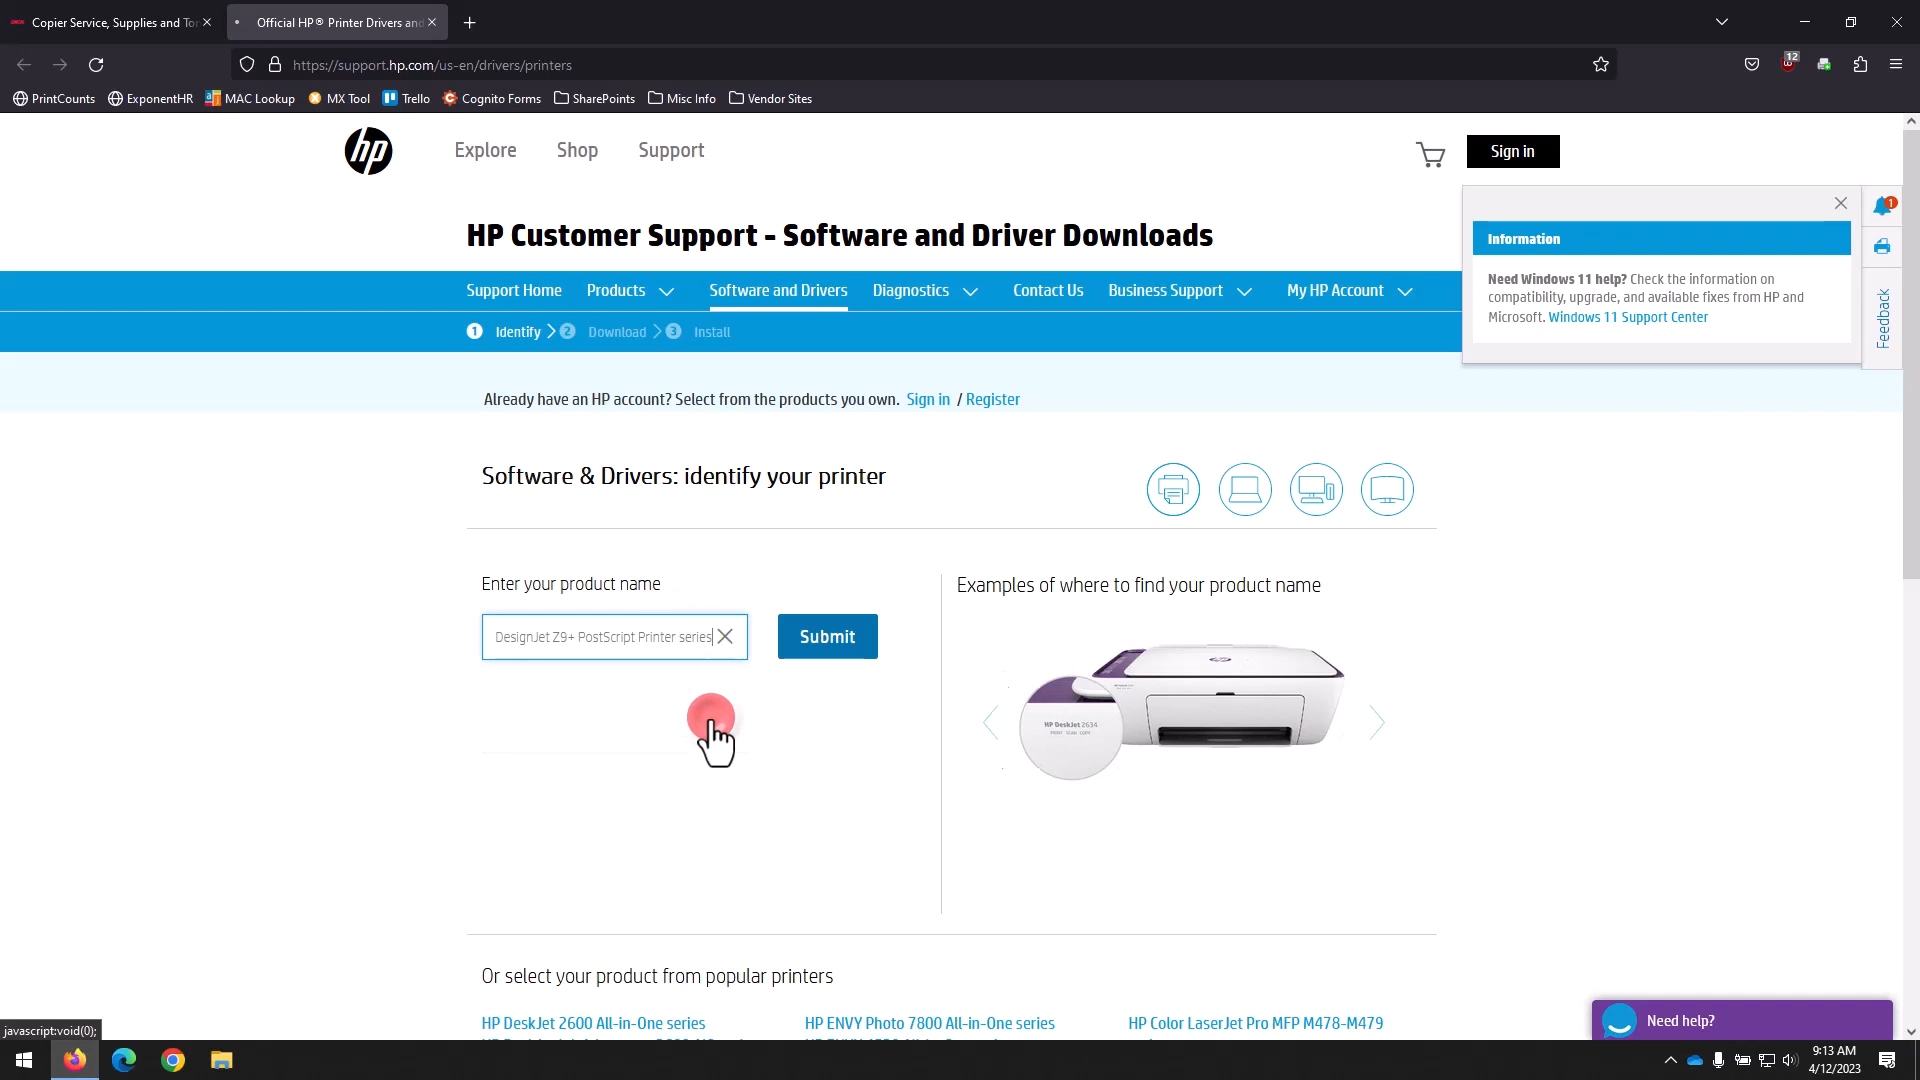 Copier Service, Supplies and To
Official HP® Printer Drivers and
https://support.hp.com/us-en/drivers/printers
12
PrintCounts
ExponentHR
MAC Lookup
MX Tool
Trello
Cognito Forms
SharePoints
Misc Info
Vendor Sites
hp
Explore
Shop
Support
Sign in
HP Customer Support - Software and Driver Downloads
1
Information
Need Windows 11 help? Check the information on
compatibility, upgrade, and available fixes from HP and
Microsoft. Windows 11 Support Center
Feedback
Support Home
Products
Software and Drivers
Diagnostics
Contact Us
Business Support
My HP Account
1 Identify
2 Download
3 Install
Already have an HP account? Select from the products you own. Sign in / Register
Software & Drivers: identify your printer
Enter your product name
Examples of where to find your product name
DesignJet Z9+ PostScript Printer series
Submit
HP DeskJet 2634
PRINT SCAN COPY
Or select your product from popular printers
HP DeskJet 2600 All-in-One series
HP ENVY Photo 7800 All-in-One series
HP Color LaserJet Pro MFP M478-M479
Need help?
javascript:void(0);
9:13 AM
4/12/2023